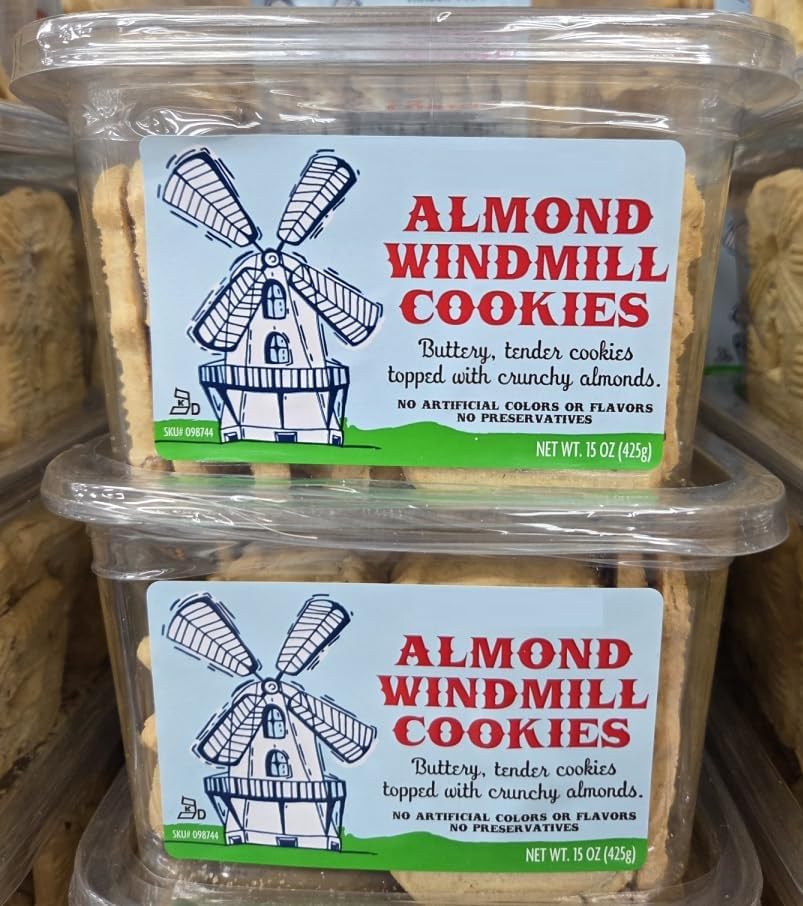 ALMOND
WINDMILL
COOKIES
Buttery, tender cookies
topped with crunchy almonds.
NO ARTIFICIAL COLORS OR FLAVORS
NO PRESERVATIVES
K D
SKU# 098744
NET WT. 15 OZ (425g)
ALMOND
WINDMILL
COOKIES
Buttery, tender cookies
topped with crunchy almonds.
NO ARTIFICIAL COLORS OR FLAVORS
NO PRESERVATIVES
K D
SKU# 098744
NET WT. 15 OZ (425g)